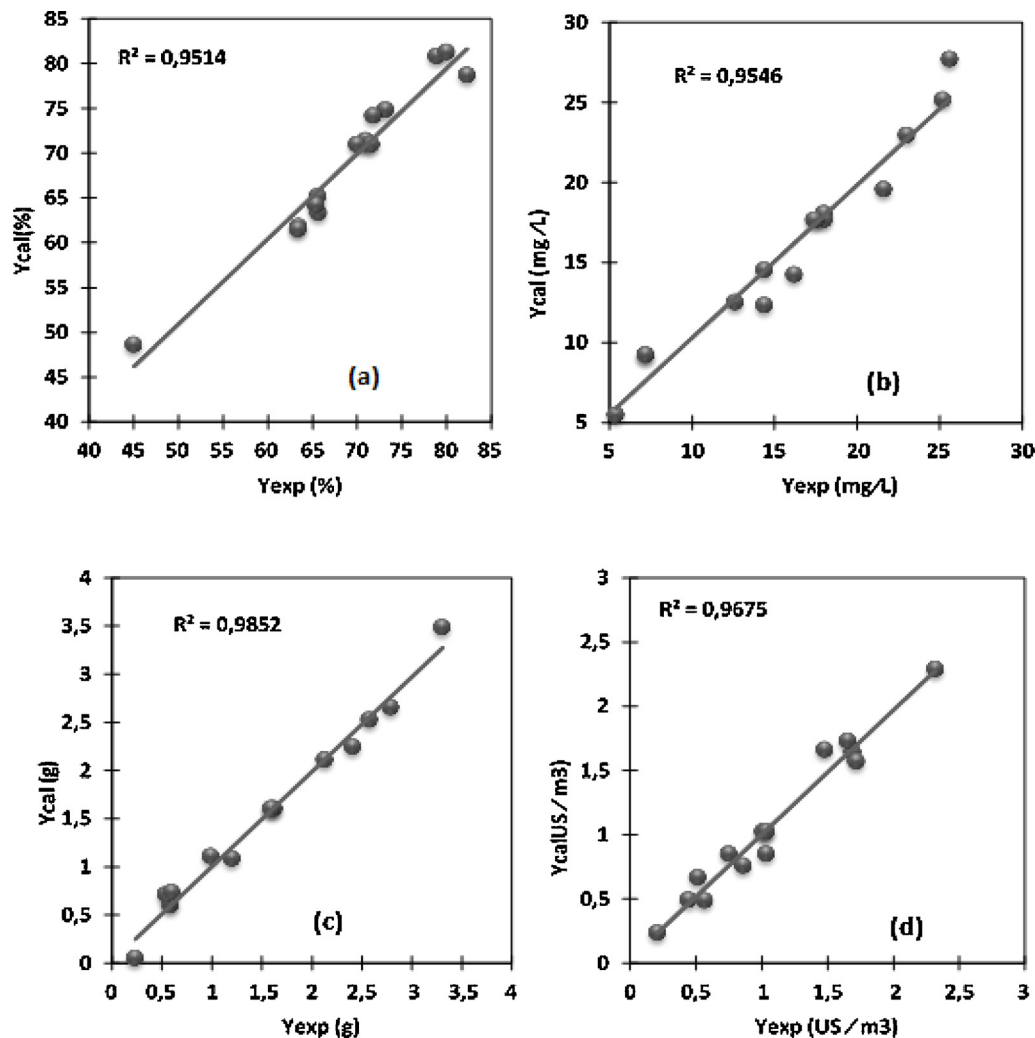 85
80
75
70
65
60
55
50
45
40
Ycal(%)
R² = 0,9514
(a)
40 45 50 55 60 65 70 75 80 85
Yexp (%)
30
25
20
15
10
5
Ycal (mg/L)
R² = 0,9546
(b)
5 10 15 20 25 30
Yexp (mg/L)
4
3,5
3
2,5
2
1,5
1
0,5
0
Ycal (g)
R² = 0,9852
(c)
0 0,5 1 1,5 2 2,5 3 3,5 4
Yexp (g)
3
2,5
2
1,5
1
0,5
0
YcalUS/m3)
R² = 0,9675
(d)
0 0,5 1 1,5 2 2,5 3
Yexp (US/m3)